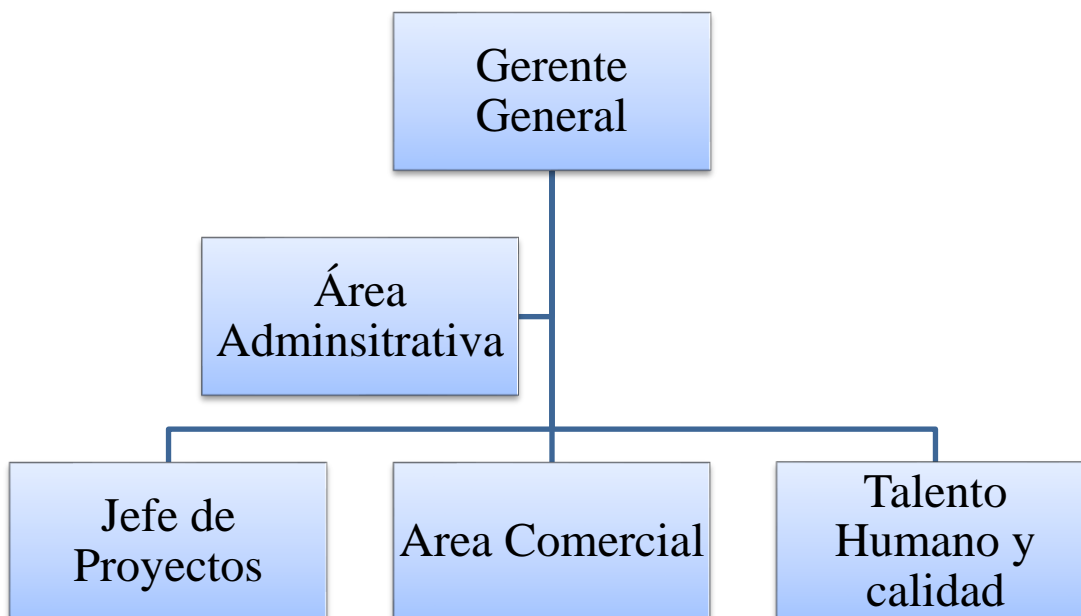 Gerente
General
Área
Adminsitrativa
Jefe de
Proyectos
Area Comercial
Talento
Humano y
calidad